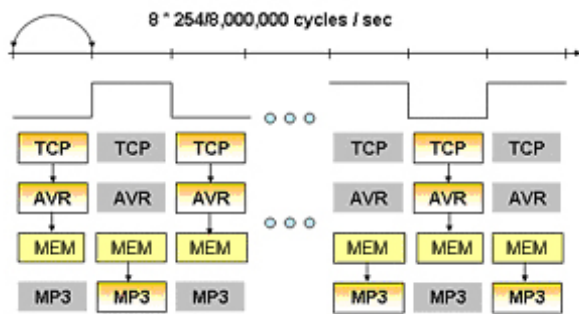 8 * 254/8,000,000 cycles / sec
TCP TCP TCP TCP TCP TCP
AVR AVR AVR AVR AVR AVR
MEM MEM MEM MEM MEM MEM
MP3 MP3 MP3 MP3 MP3 MP3